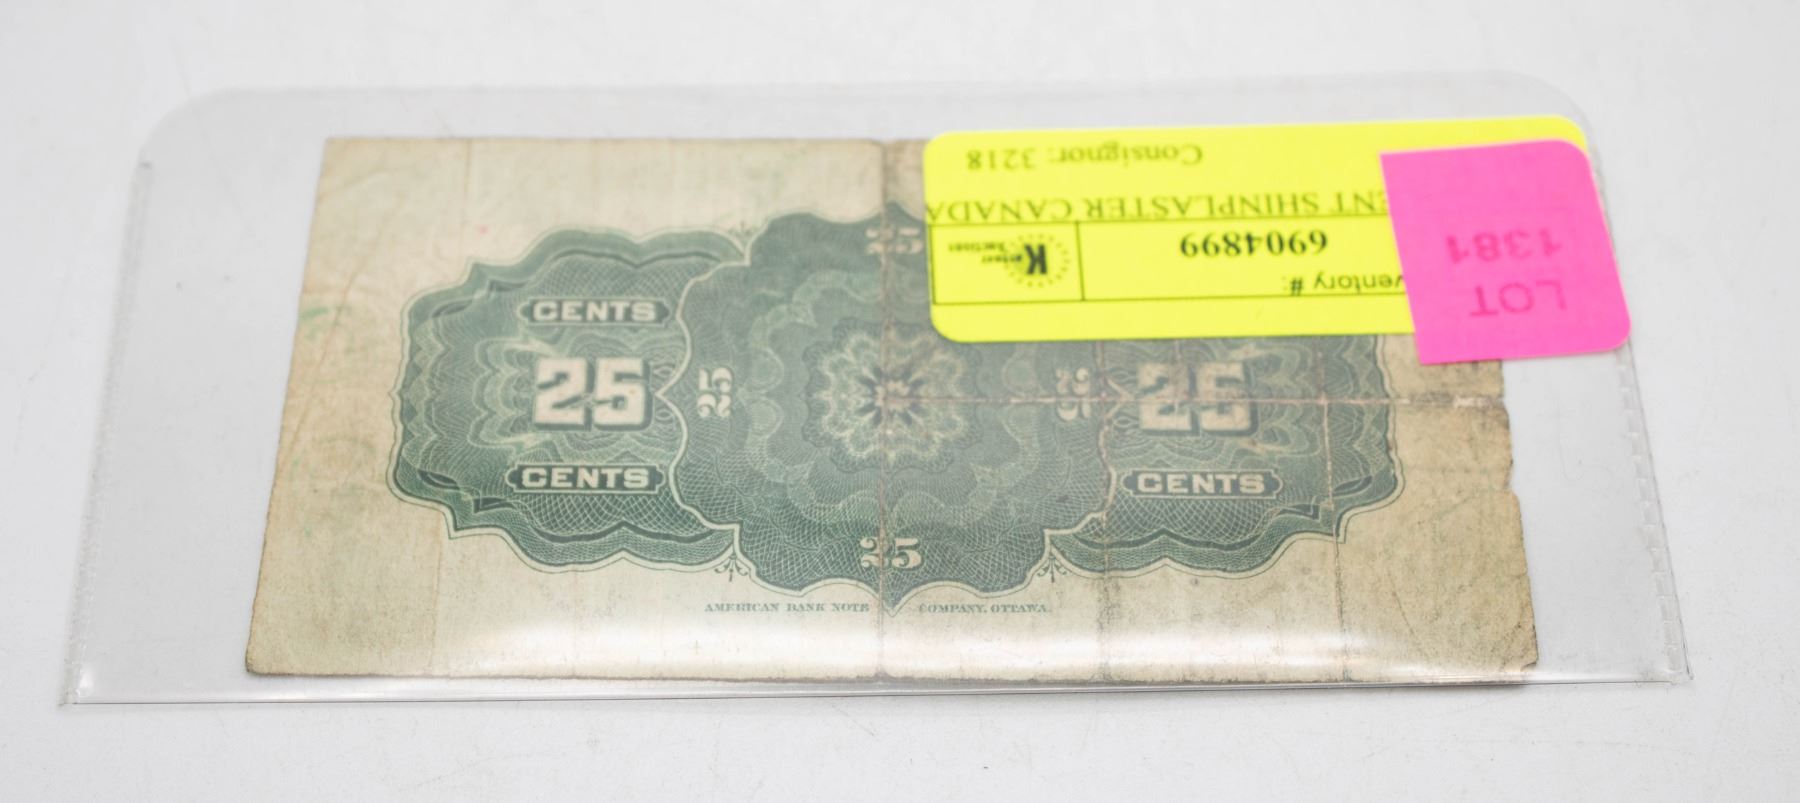 LOT
1381
ventory #:
6904899
ENT SHINPLASTER CANADA
Consignor: 3218
25
CENTS
25 25 25 25
CENTS CENTS
25
AMERICAN BANK NOTE COMPANY, OTTAWA.